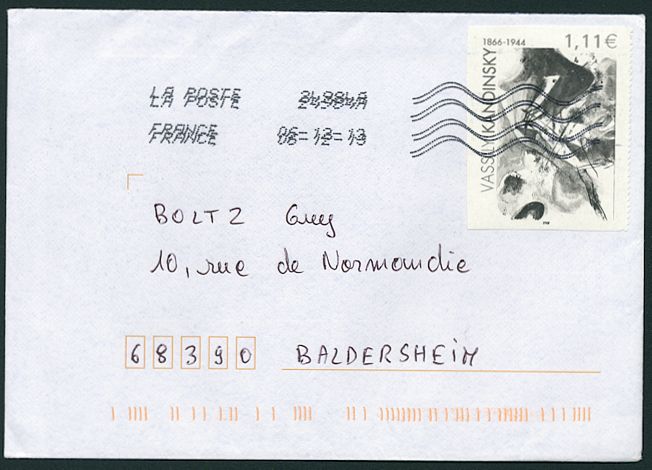 1866-1944 1,11€
VASSILY KANDINSKY
LA POSTE 24984A
FRANCE 06-12-13
BOLTZ Guy
10, rue de Normandie
68390 BALDERSHEIM